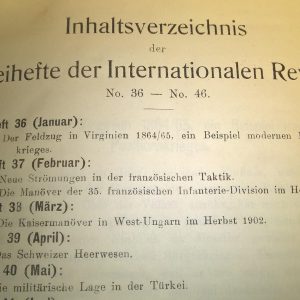 Inhaltsverzeichnis
der
eihefte der Internationalen Rev
No. 36 — No. 46.
ft 36 (Januar):
Der Feldzug in Virginien 1864/65, ein Beispiel modernen
krieges.
ft 37 (Februar):
Neue Strömungen in der französischen Taktik.
Die Manöver der 35. französischen Infanterie-Division im He
t 38 (März):
Die Kaisermanöver in West-Ungarn im Herbst 1902.
39 (April):
Das Schweizer Heerwesen.
40 (Mai):
ie militärische Lage in der Türkei.